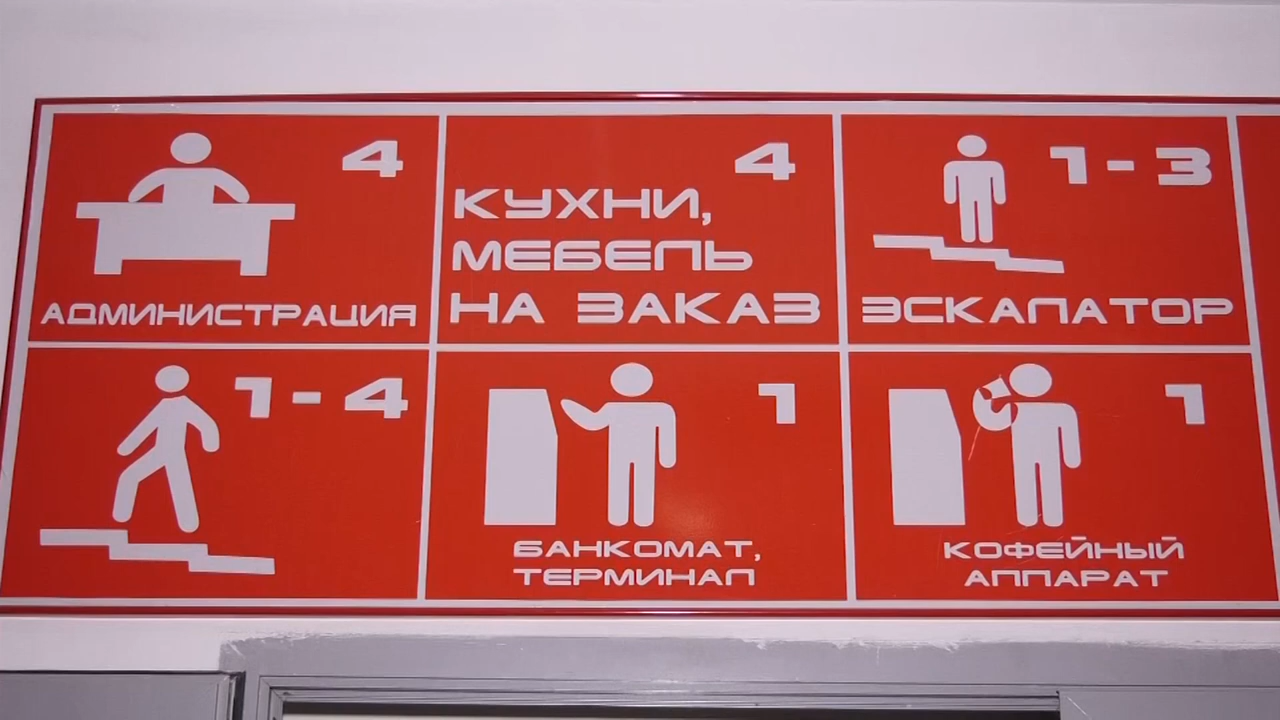 4
АДМИНИСТРАЦИЯ
4
КУХНИ,
МЕБЕЛЬ
НА ЗАКАЗ
1-3
ЭСКАЛАТОР
1-4
1
БАНКОМАТ,
ТЕРМИНАЛ
1
КОФЕЙНЫЙ
АППАРАТ